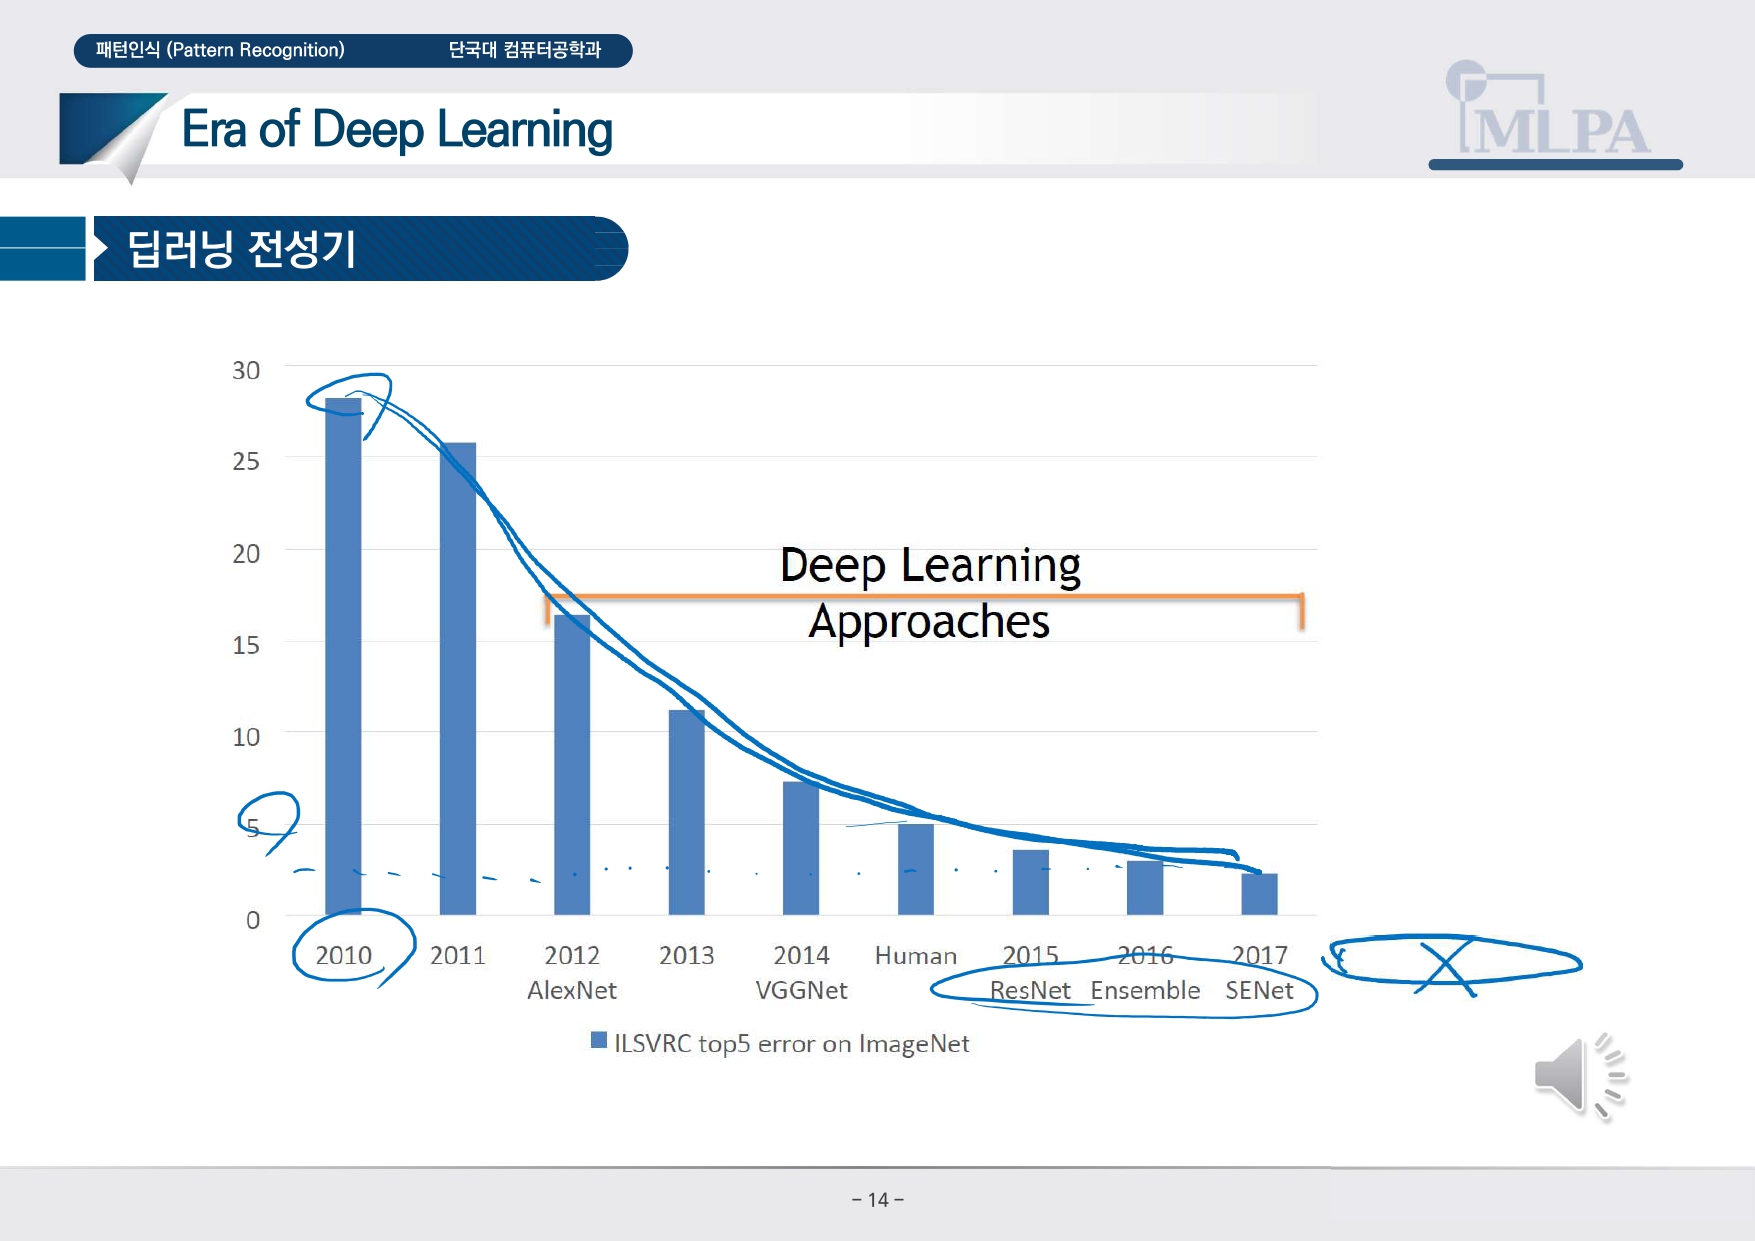 패턴인식 (Pattern Recognition) 단국대 컴퓨터공학과
Era of Deep Learning
MLPA
딥러닝 전성기
30
25
20
15
10
5
0
Deep Learning
Approaches
2010 2011 2012 2013 2014 Human 2015 2016 2017
AlexNet VGGNet ResNet Ensemble SENet
ILSVRC top5 error on ImageNet
- 14 -